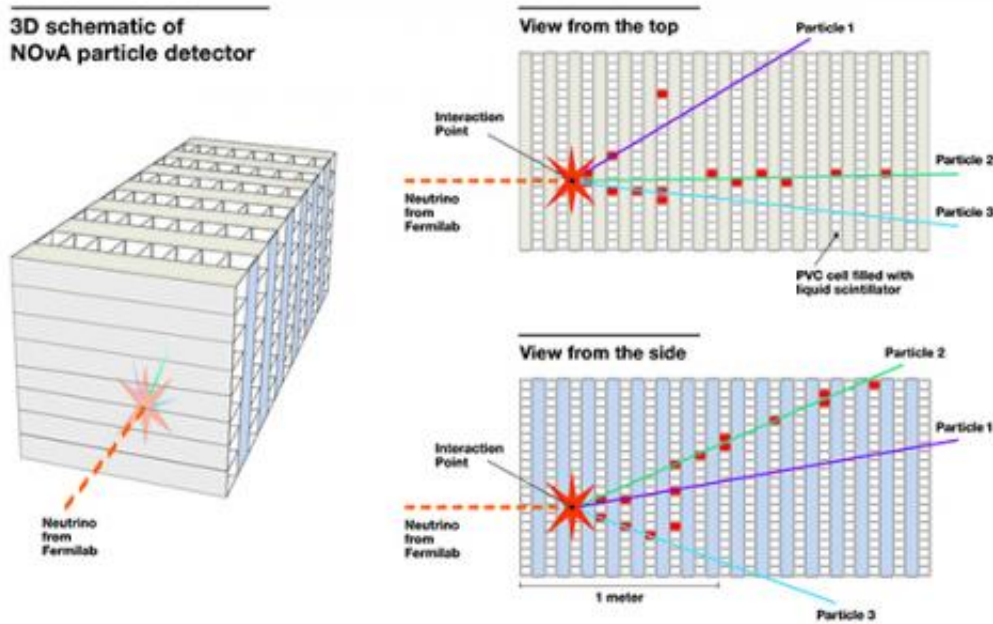 3D schematic of
NOvA particle detector
Neutrino
from
Fermilab
View from the top
Particle 1
Interaction
Point
Particle 2
Neutrino
from
Fermilab
Particle 3
PVC cell filled with
liquid scintillator
View from the side
Particle 2
Particle 1
Interaction
Point
Neutrino
from
Fermilab
1 meter
Particle 3